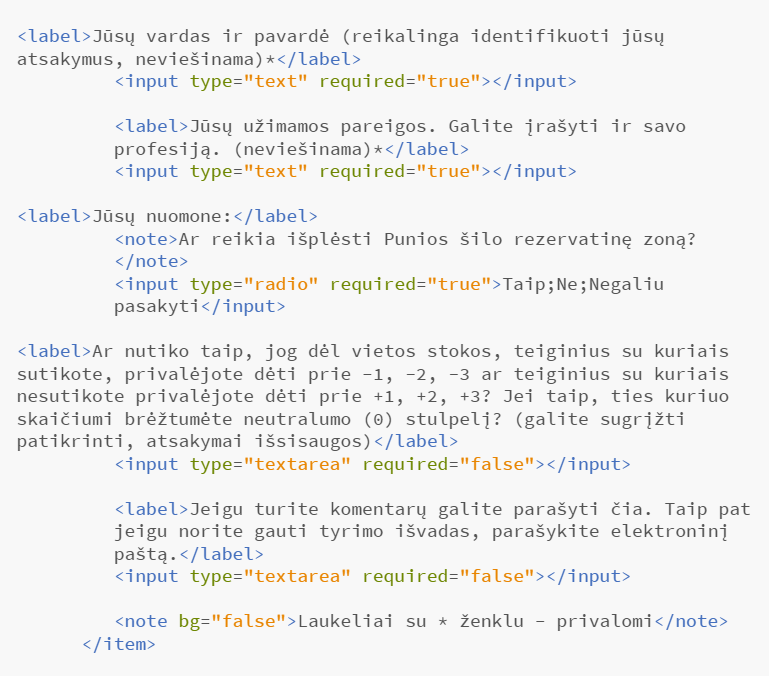 <label>Jūsų vardas ir pavardė (reikalinga identifikuoti jūsų
atsakymus, neviešinama)*</label>
<input type="text" required="true"></input>
<label>Jūsų užimamos pareigos. Galite įrašyti ir savo
profesiją. (neviešinama)*</label>
<input type="text" required="true"></input>
<label>Jūsų nuomone:</label>
<note>Ar reikia išplėsti Punios šilo rezervatinę zoną?
</note>
<input type="radio" required="true">Taip;Ne;Negaliu
pasakyti</input>
<label>Ar nutiko taip, jog dėl vietos stokos, teiginius su kuriais
sutikote, privalėjote dėti prie -1, -2, -3 ar teiginius su kuriais
nesutikote privalėjote dėti prie +1, +2, +3? Jei taip, ties kuriuo
skaičiumi brėžtumėte neutralumo (0) stulpelį? (galite sugrįžti
patikrinti, atsakymai išsisaugos)</label>
<input type="textarea" required="false"></input>
<label>Jeigu turite komentarų galite parašyti čia. Taip pat
jeigu norite gauti tyrimo išvadas, parašykite elektroninį
paštą.</label>
<input type="textarea" required="false"></input>
<note bg="false">Laukeliai su * ženklu - privalomi</note>
</item>